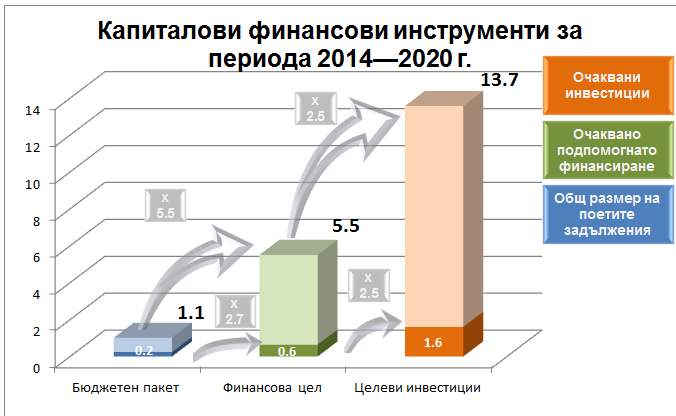 Капиталови финансови инструменти за
периода 2014—2020 г.
13.7
Очаквани
инвестиции
Очаквано
подпомогнато
финансиране
Общ размер на
поетите
задължения
14
12
10
8
6
4
2
0
X
2.5
X
5.5
5.5
X
2.5
1.1
X
2.7
0.2
0.6
1.6
Бюджетен пакет
Финансова цел
Целеви инвестиции